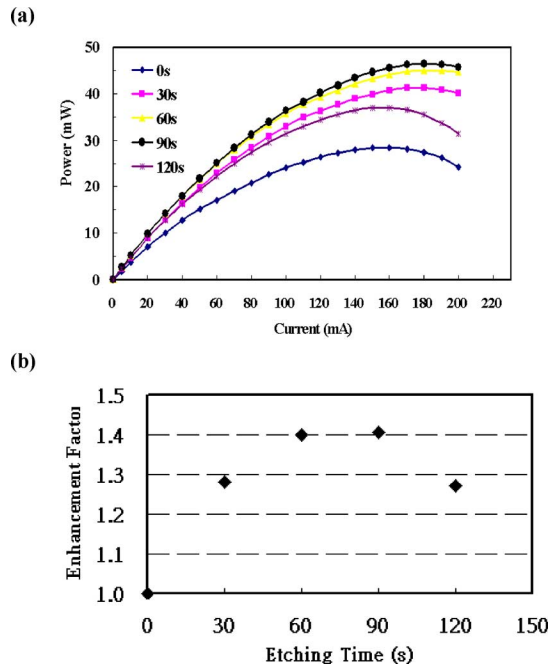 (a)
50
40
30
20
10
0
Power (mW)
0s
30s
60s
90s
120s
0 20 40 60 80 100 120 140 160 180 200 220
Current (mA)
(b)
1.5
1.4
1.3
1.2
1.1
1.0
Enhancement Factor
0 30 60 90 120 150
Etching Time (s)